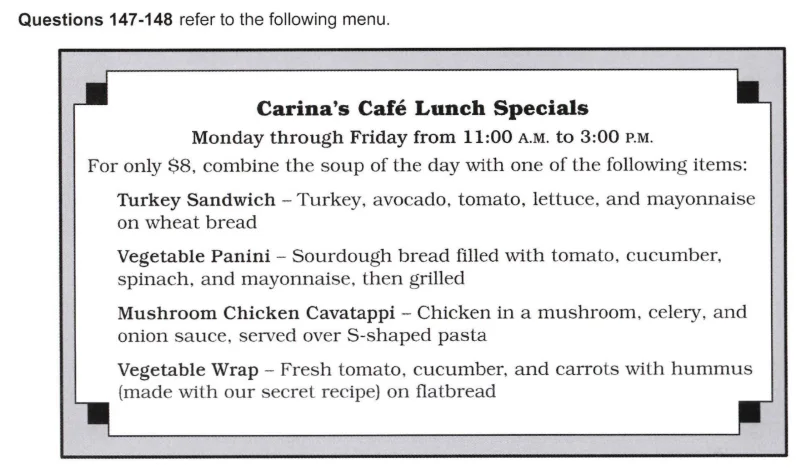 Questions 147-148 refer to the following menu.
Carina's Café Lunch Specials
Monday through Friday from 11:00 A.M. to 3:00 P.M.
For only $8, combine the soup of the day with one of the following items:
Turkey Sandwich – Turkey, avocado, tomato, lettuce, and mayonnaise
on wheat bread
Vegetable Panini – Sourdough bread filled with tomato, cucumber,
spinach, and mayonnaise, then grilled
Mushroom Chicken Cavatappi – Chicken in a mushroom, celery, and
onion sauce, served over S-shaped pasta
Vegetable Wrap – Fresh tomato, cucumber, and carrots with hummus
(made with our secret recipe) on flatbread